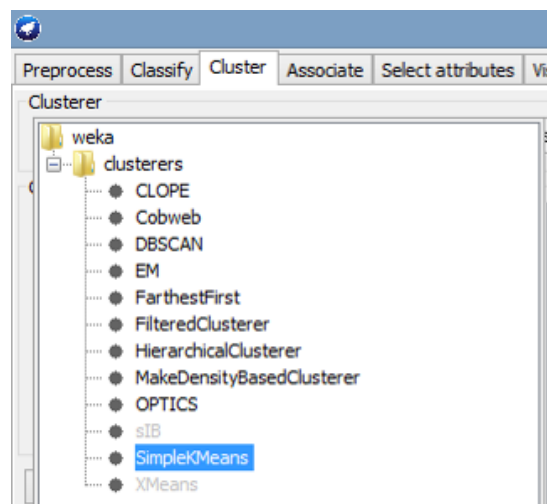 Preprocess Classify Cluster Associate Select attributes
Clusterer
weka
clusterers
CLOPE
Cobweb
DBSCAN
EM
FarthestFirst
FilteredClusterer
HierarchicalClusterer
MakeDensityBasedClusterer
OPTICS
sIB
SimpleKMeans
XMeans